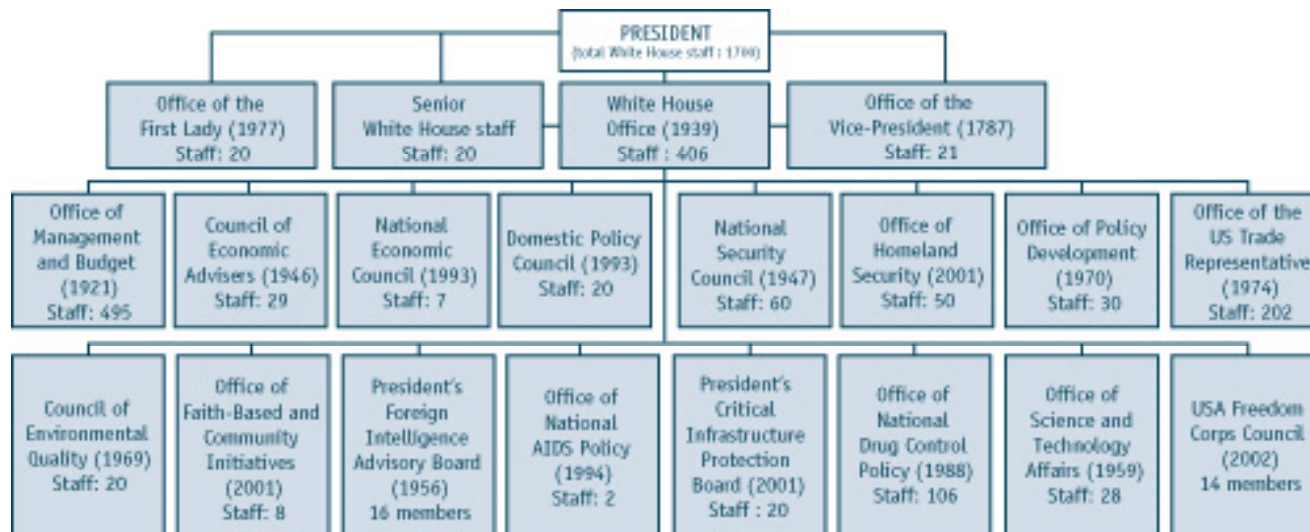 PRESIDENT
(total White House staff : 1700)
Office of the
First Lady (1977)
Staff: 20
Senior
White House staff
Staff: 20
White House
Office (1939)
Staff : 406
Office of the
Vice-President (1787)
Staff: 21
Office of
Management
and Budget
(1921)
Staff: 495
Council of
Economic
Advisers (1946)
Staff: 29
National
Economic
Council (1993)
Staff: 7
Domestic Policy
Council (1993)
Staff: 20
National
Security
Council (1947)
Staff: 60
Office of
Homeland
Security (2001)
Staff: 50
Office of Policy
Development
(1970)
Staff: 30
Office of the
US Trade
Representative
(1974)
Staff: 202
Council of
Environmental
Quality (1969)
Staff: 20
Office of
Faith-Based and
Community
Initiatives
(2001)
Staff: 8
President's
Foreign
Intelligence
Advisory Board
(1956)
16 members
Office of
National
AIDS Policy
(1994)
Staff: 2
President's
Critical
Infrastructure
Protection
Board (2001)
Staff : 20
Office of
National
Drug Control
Policy (1988)
Staff: 106
Office of
Science and
Technology
Affairs (1959)
Staff: 28
USA Freedom
Corps Council
(2002)
14 members